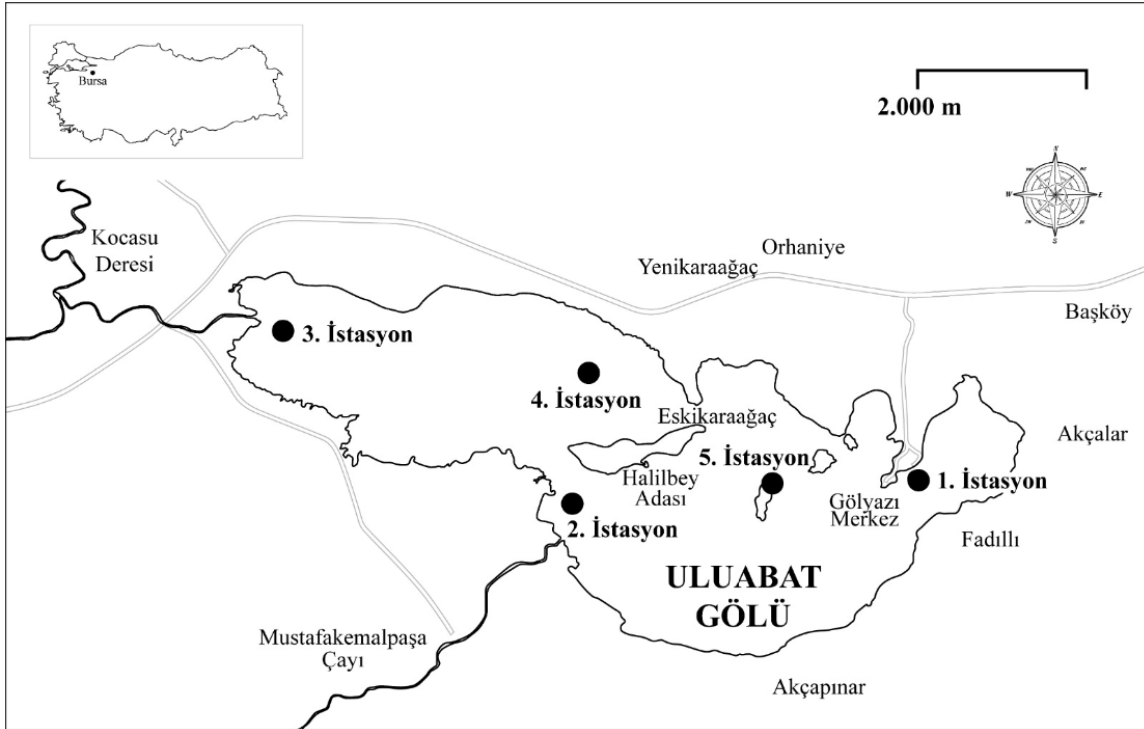 Bursa
2.000 m
N
W
E
S
Kocasu
Deresi
Orhaniye
Yenikaraağaç
Başköy
3. İstasyon
4. İstasyon
Eskikaraağaç
Akçalar
5. İstasyon
Halilbey
Adası
1. İstasyon
Gölyazı
Merkez
2. İstasyon
Fadıllı
ULUABAT
GÖLÜ
Mustafakemalpaşa
Çayı
Akçapınar